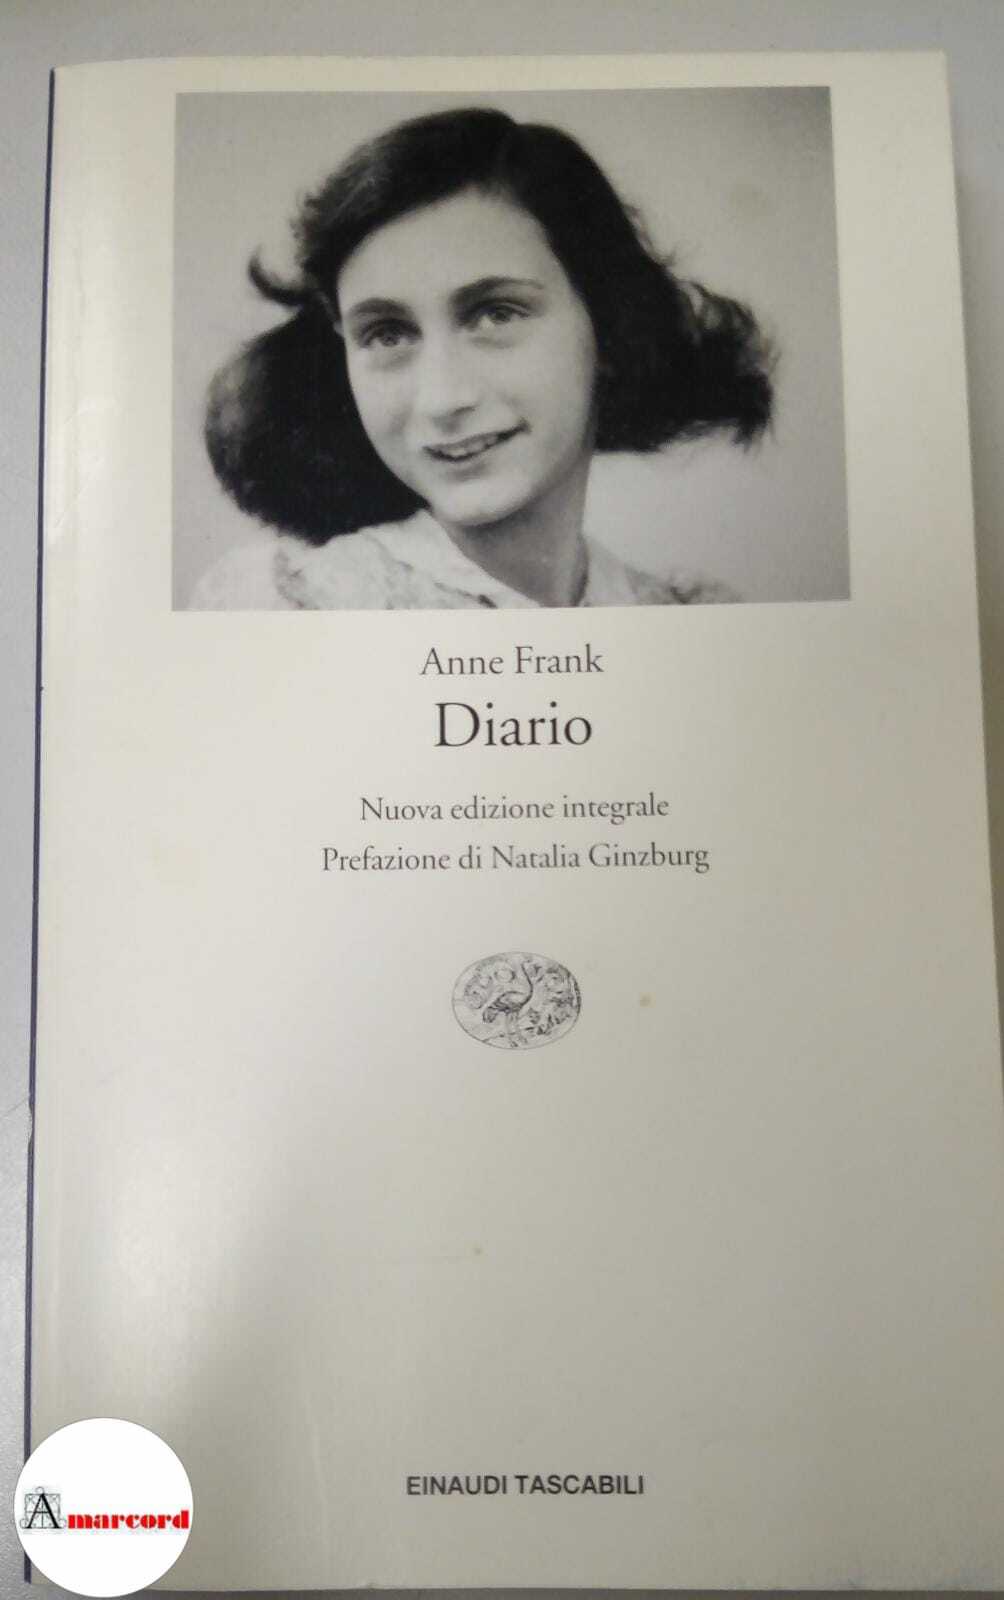 Anne Frank
Diario
Nuova edizione integrale
Prefazione di Natalia Ginzburg
EINAUDI TASCABILI
Amarcord